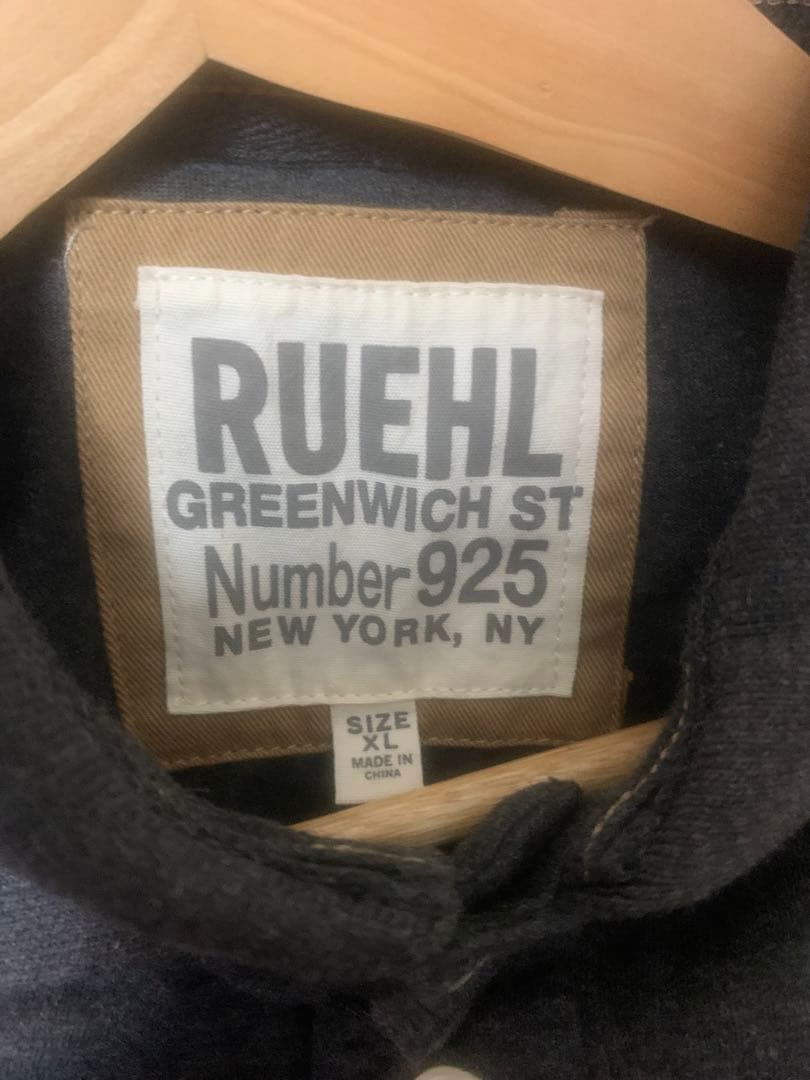 RUEHL
GREENWICH ST
Number 925
NEW YORK, NY
SIZE
XL
MADE IN
CHINA